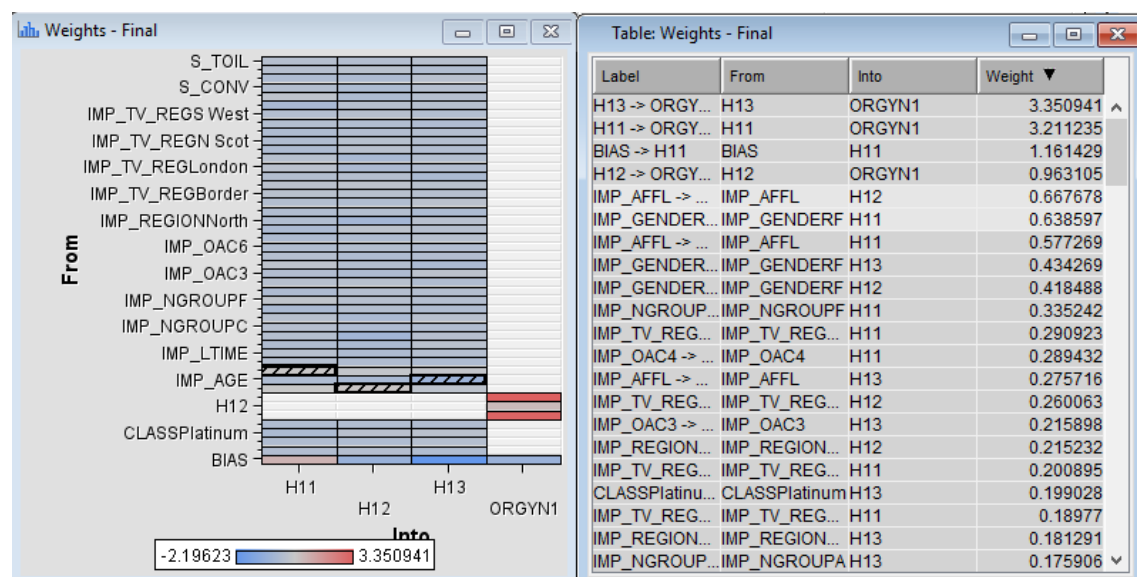 Weights - Final
S_TOIL
S_CONV
IMP_TV_REGS West
IMP_TV_REGN Scot
IMP_TV_REGLondon
IMP_TV_REGBorder
IMP_REGIONNorth
IMP_OAC6
IMP_OAC3
IMP_NGROUPF
IMP_NGROUPC
IMP_LTIME
IMP_AGE
H12
CLASSPlatinum
BIAS
From
H11
H12
H13
ORGYN1
Into
-2.19623 3.350941
Table: Weights - Final
Label From Into Weight ▼
H13 -> ORGY... H13 ORGYN1 3.350941
H11 -> ORGY... H11 ORGYN1 3.211235
BIAS -> H11 BIAS H11 1.161429
H12 -> ORGY... H12 ORGYN1 0.963105
IMP_AFFL -> ... IMP_AFFL H12 0.667678
IMP_GENDER... IMP_GENDERF H11 0.638597
IMP_AFFL -> ... IMP_AFFL H11 0.577269
IMP_GENDER... IMP_GENDERF H13 0.434269
IMP_GENDER... IMP_GENDERF H12 0.418488
IMP_NGROUP... IMP_NGROUPF H11 0.335242
IMP_TV_REG... IMP_TV_REG... H11 0.290923
IMP_OAC4 -> ... IMP_OAC4 H11 0.289432
IMP_AFFL -> ... IMP_AFFL H13 0.275716
IMP_TV_REG... IMP_TV_REG... H12 0.260063
IMP_OAC3 -> ... IMP_OAC3 H13 0.215898
IMP_REGION... IMP_REGION... H12 0.215232
IMP_TV_REG... IMP_TV_REG... H11 0.200895
CLASSPlatinu... CLASSPlatinum H13 0.199028
IMP_TV_REG... IMP_TV_REG... H11 0.18977
IMP_REGION... IMP_REGION... H13 0.181291
IMP_NGROUP... IMP_NGROUPA H13 0.175906